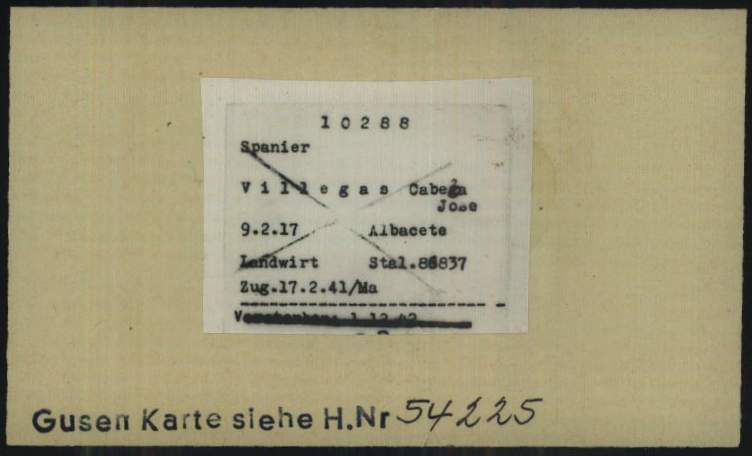 10288
Spanier
Villegas Cabeza
Jose
9.2.17 Albacete
Landwirt Stal.86837
Zug.17.2.41/Ma
Gusen Karte siehe H.Nr 54225